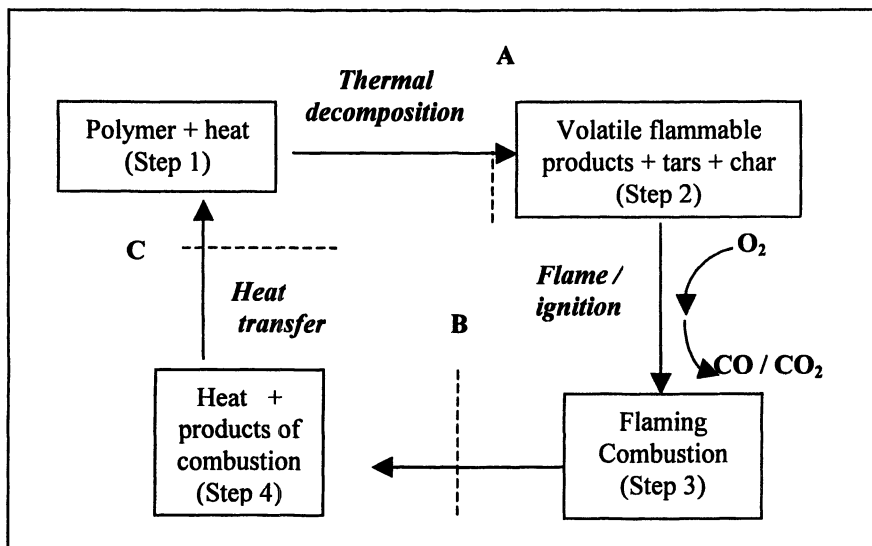 A
Thermal
decomposition
Polymer + heat
(Step 1)
Volatile flammable
products + tars + char
(Step 2)
C
Heat
transfer
B
Flame /
ignition
O₂
CO / CO₂
Heat +
products of
combustion
(Step 4)
Flaming
Combustion
(Step 3)